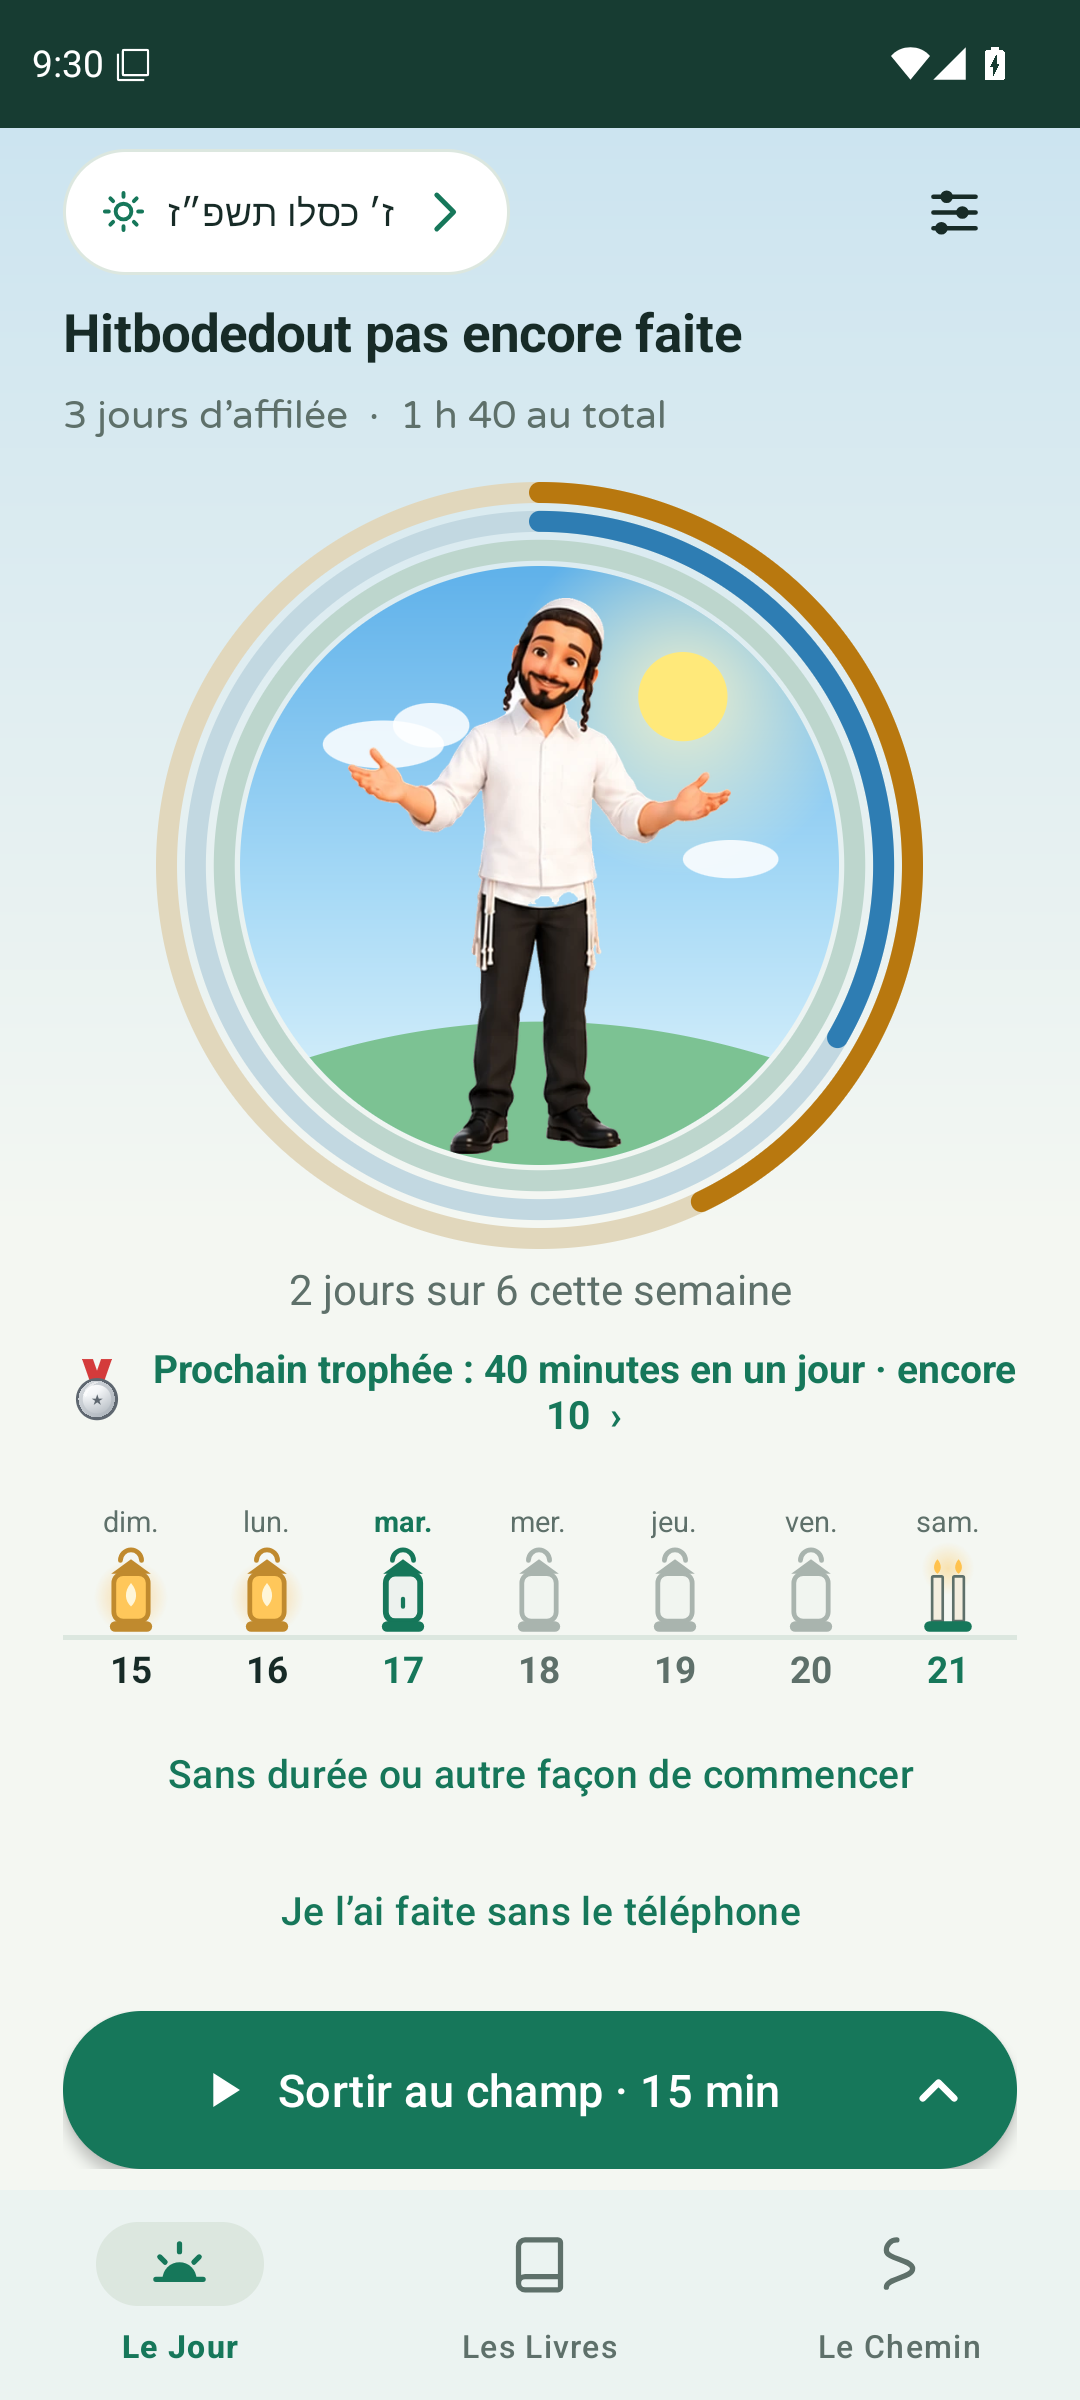 9:30
ז׳ כסלו תשפ״ז
Hitbodedout pas encore faite
3 jours d’affilée · 1 h 40 au total
2 jours sur 6 cette semaine
Prochain trophée : 40 minutes en un jour · encore
10 ›
dim. lun. mar. mer. jeu. ven. sam.
15 16 17 18 19 20 21
Sans durée ou autre façon de commencer
Je l’ai faite sans le téléphone
Sortir au champ · 15 min
Le Jour Les Livres Le Chemin